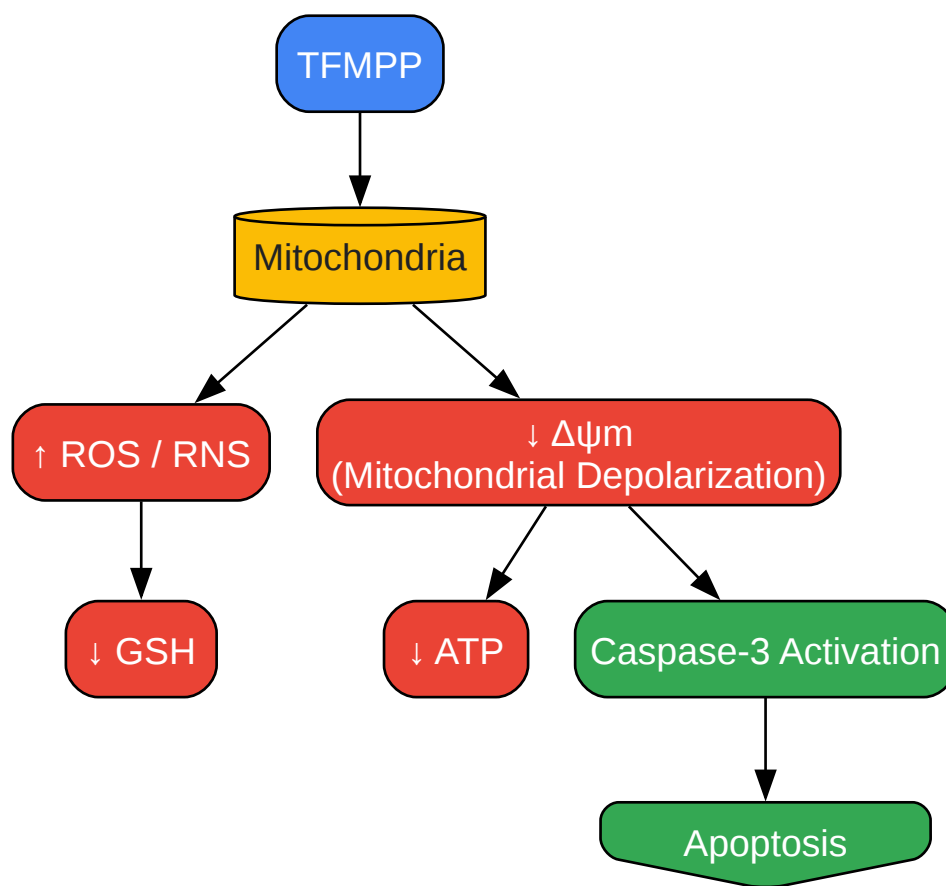 TFMPP
Mitochondria
↑ ROS / RNS
↓ Δψm
(Mitochondrial Depolarization)
↓ GSH
↓ ATP
Caspase-3 Activation
Apoptosis